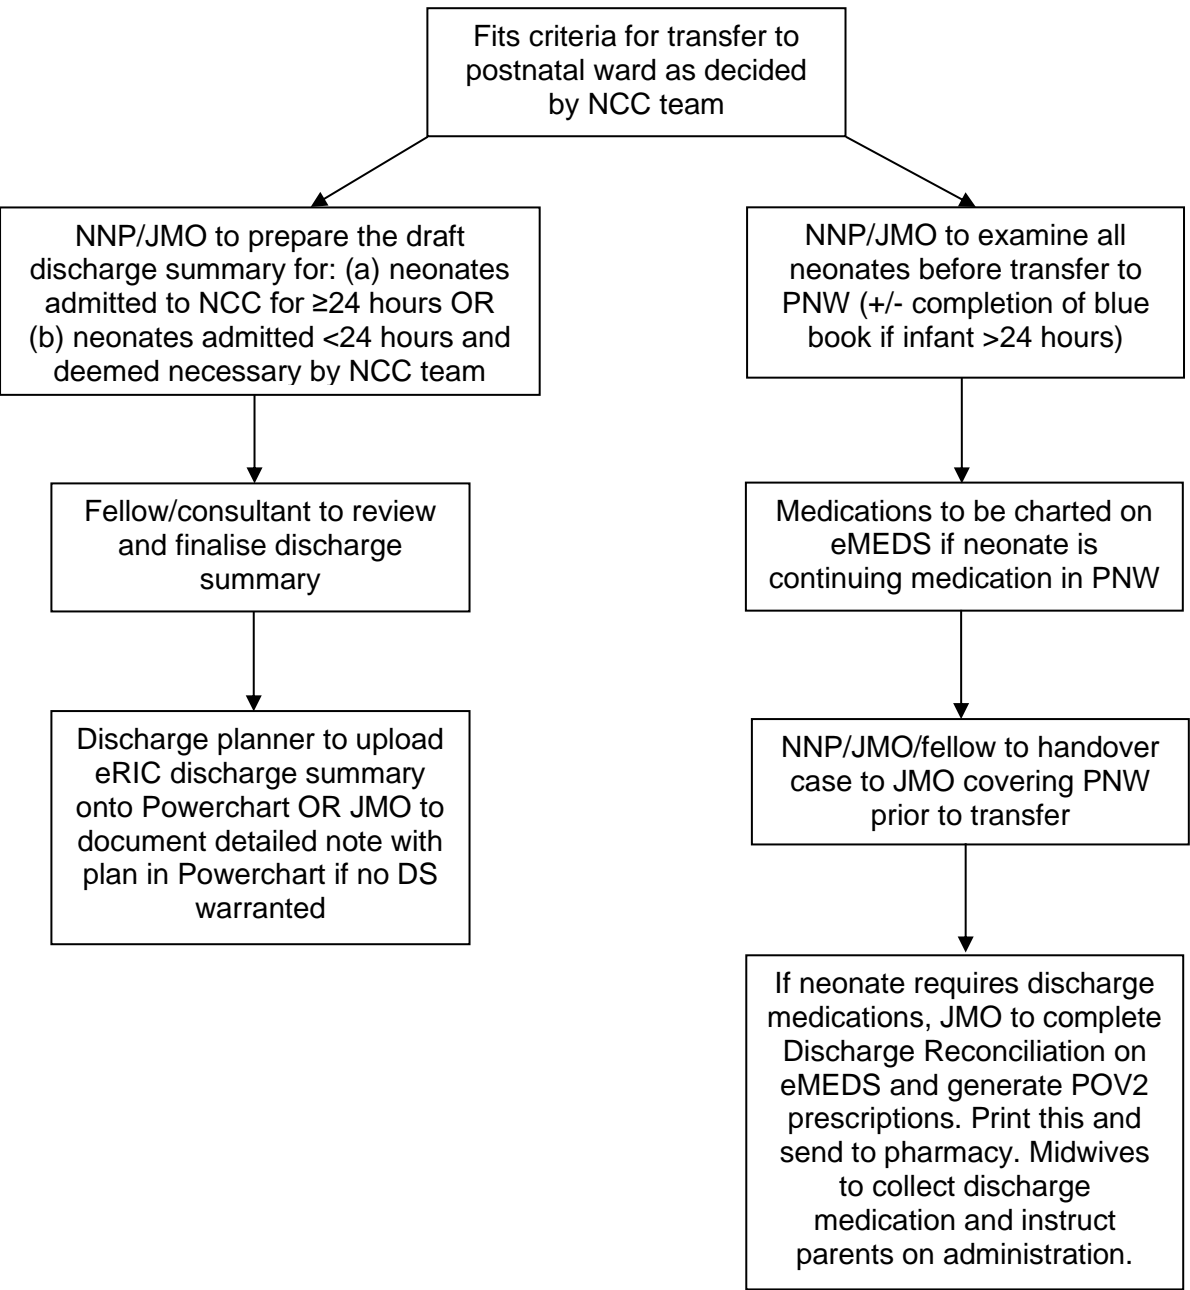 Fits criteria for transfer to
postnatal ward as decided
by NCC team
NNP/JMO to prepare the draft
discharge summary for: (a) neonates
admitted to NCC for ≥24 hours OR
(b) neonates admitted <24 hours and
deemed necessary by NCC team
NNP/JMO to examine all
neonates before transfer to
PNW (+/- completion of blue
book if infant >24 hours)
Fellow/consultant to review
and finalise discharge
summary
Medications to be charted on
eMEDS if neonate is
continuing medication in PNW
Discharge planner to upload
eRIC discharge summary
onto Powerchart OR JMO to
document detailed note with
plan in Powerchart if no DS
warranted
NNP/JMO/fellow to handover
case to JMO covering PNW
prior to transfer
If neonate requires discharge
medications, JMO to complete
Discharge Reconciliation on
eMEDS and generate POV2
prescriptions. Print this and
send to pharmacy. Midwives
to collect discharge
medication and instruct
parents on administration.